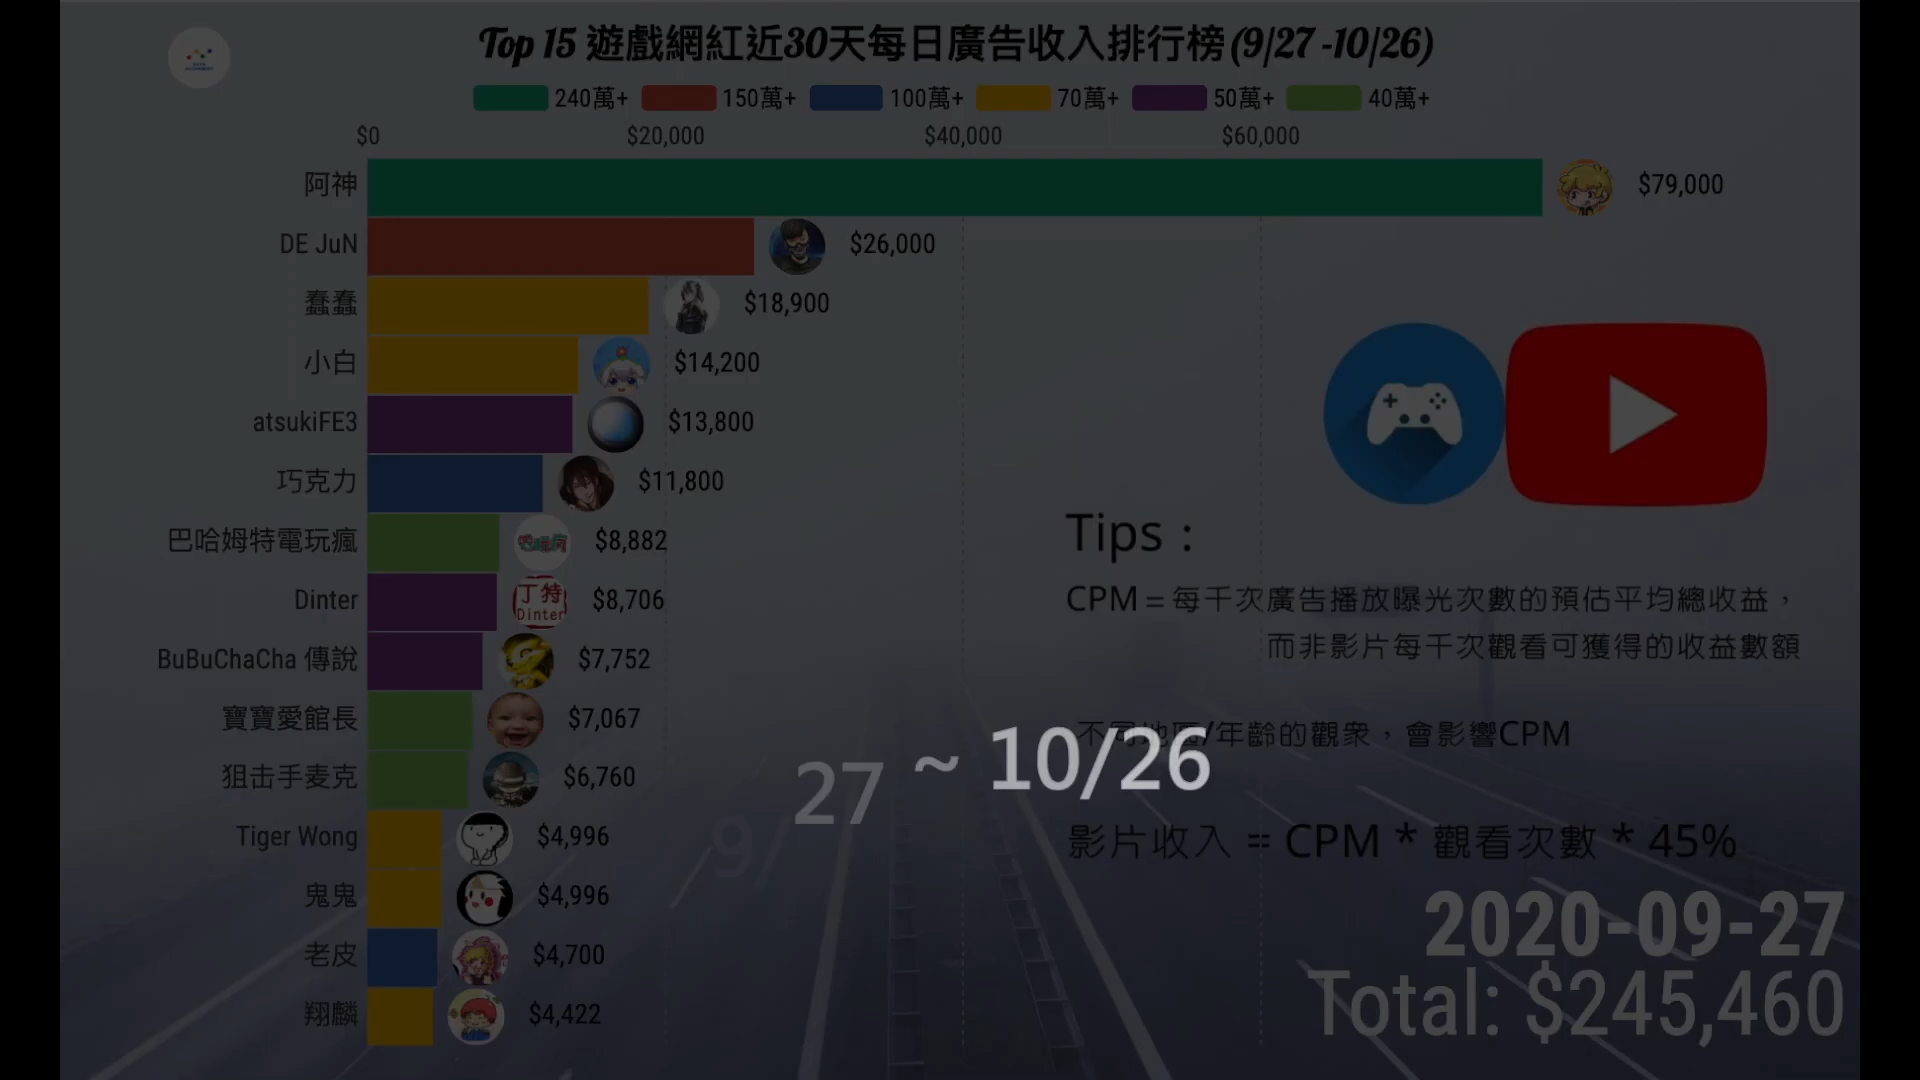 Top 15 遊戲網紅近30天每日廣告收入排行榜(9/27 -10/26)
240萬+ 150萬+ 100萬+ 70萬+ 50萬+ 40萬+
$0 $20,000 $40,000 $60,000
阿神 $79,000
DE JuN $26,000
蠢蠢 $18,900
小白 $14,200
atsukiFE3 $13,800
巧克力 $11,800
巴哈姆特電玩瘋 $8,882
Dinter 丁特 Dinter $8,706
BuBuChaCha 傳說 $7,752
寶寶愛館長 $7,067
狙击手麦克 $6,760
Tiger Wong $4,996
鬼鬼 $4,996
老皮 $4,700
翔麟 $4,422
Tips：
CPM = 每千次廣告播放曝光次數的預估平均總收益，
而非影片每千次觀看可獲得的收益數額
不同地區/年齡的觀眾，會影響CPM
9/27 ~ 10/26
影片收入 = CPM * 觀看次數 * 45%
2020-09-27
Total: $245,460